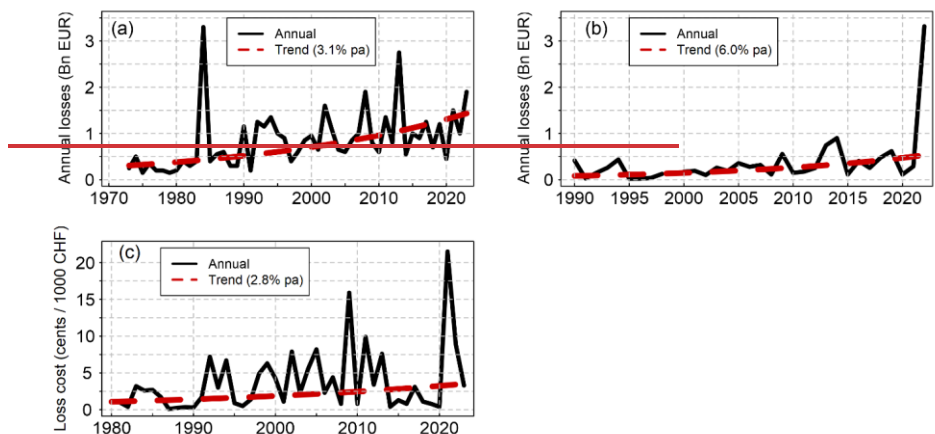 (a)
Annual
Trend (3.1% pa)
Annual losses (Bn EUR)
3
2
1
0
1970 1980 1990 2000 2010 2020
(b)
Annual
Trend (6.0% pa)
Annual losses (Bn EUR)
3
2
1
0
1990 1995 2000 2005 2010 2015 2020
(c)
Annual
Trend (2.8% pa)
Loss cost (cents / 1000 CHF)
20
15
10
5
0
1980 1990 2000 2010 2020